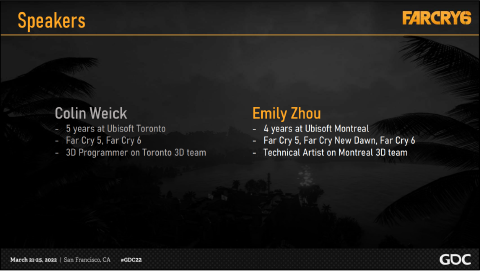 Speakers
FARCRY6
Colin Weick
- 5 years at Ubisoft Toronto
- Far Cry 5, Far Cry 6
- 3D Programmer on Toronto 3D team
Emily Zhou
- 4 years at Ubisoft Montreal
- Far Cry 5, Far Cry New Dawn, Far Cry 6
- Technical Artist on Montreal 3D team
March 21-25, 2022 | San Francisco, CA #GDC22
GDC